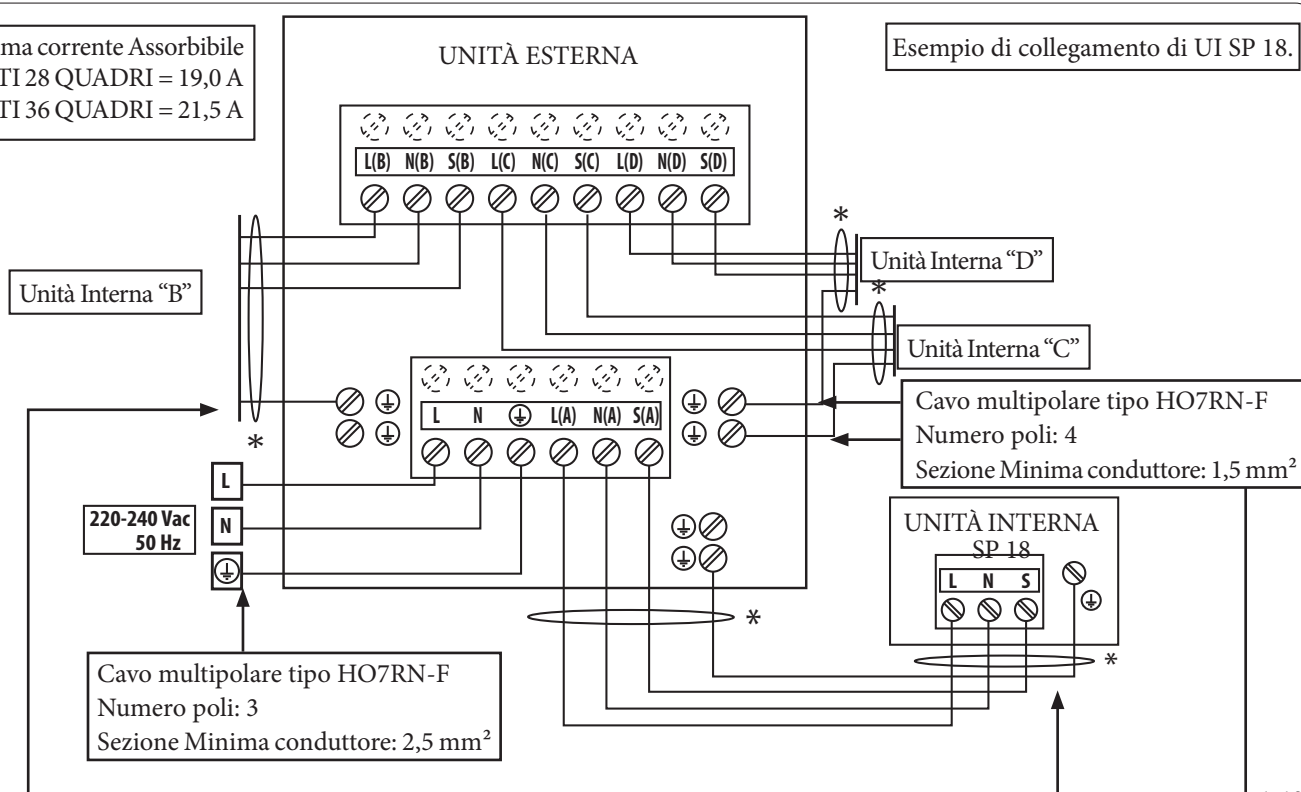 ma corrente Assorbibile
TI 28 QUADRI = 19,0 A
TI 36 QUADRI = 21,5 A
UNITÀ ESTERNA
Esempio di collegamento di UI SP 18.
L(B) N(B) S(B) L(C) N(C) S(C) L(D) N(D) S(D)
*
Unità Interna “D”
*
Unità Interna “B”
Unità Interna “C”
L N L(A) N(A) S(A)
*
Cavo multipolare tipo HO7RN-F
Numero poli: 4
Sezione Minima conduttore: 1,5 mm²
L
220-240 Vac
50 Hz
N
UNITÀ INTERNA
SP 18
L N S
*
*
Cavo multipolare tipo HO7RN-F
Numero poli: 3
Sezione Minima conduttore: 2,5 mm²